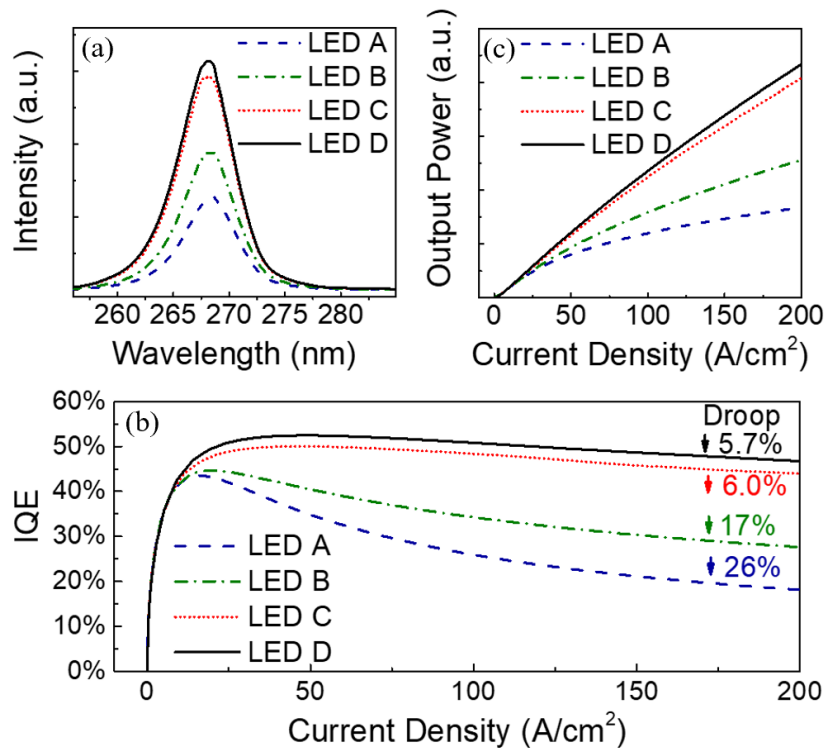 (a)
LED A
LED B
LED C
LED D
Intensity (a.u.)
260 265 270 275 280
Wavelength (nm)
(c)
LED A
LED B
LED C
LED D
Output Power (a.u.)
0 50 100 150 200
Current Density (A/cm²)
(b)
60%
50%
40%
30%
20%
10%
0%
IQE
Droop
5.7%
6.0%
17%
26%
LED A
LED B
LED C
LED D
0 50 100 150 200
Current Density (A/cm²)